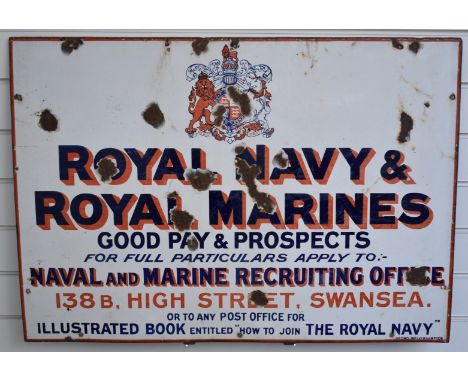 ROYAL NAVY &
ROYAL MARINES
GOOD PAY & PROSPECTS
FOR FULL PARTICULARS APPLY TO:-
NAVAL AND MARINE RECRUITING OFFICE
138B, HIGH STREET, SWANSEA.
OR TO ANY POST OFFICE FOR
ILLUSTRATED BOOK ENTITLED "HOW TO JOIN THE ROYAL NAVY"